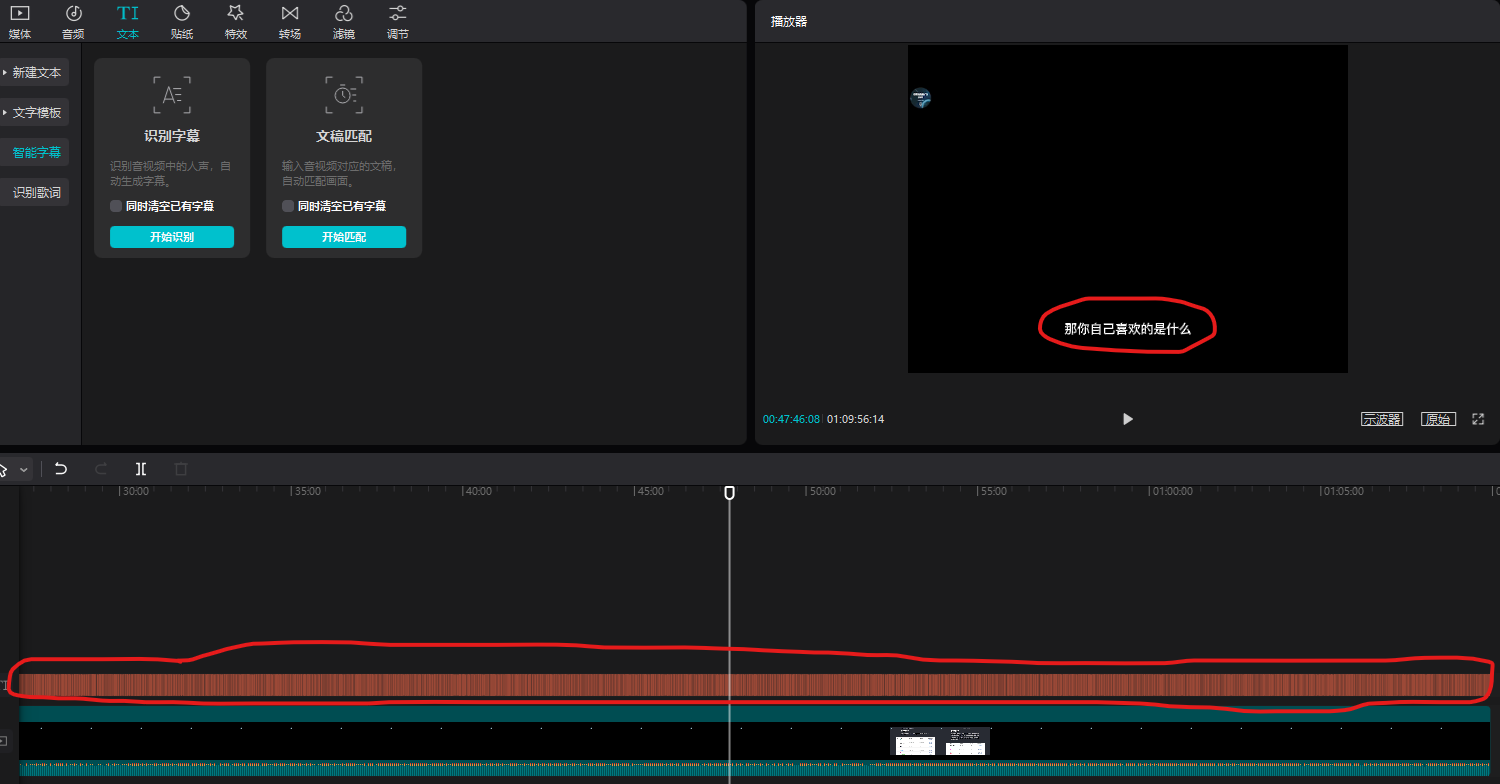 媒体 音频 文本 贴纸 特效 转场 滤镜 调节
播放器
新建文本
文字模板
智能字幕
识别歌词
识别字幕
识别音视频中的人声，自
动生成字幕。
同时清空已有字幕
开始识别
文稿匹配
输入音视频对应的文稿，
自动匹配画面。
同时清空已有字幕
开始匹配
那你自己喜欢的是什么
00:47:46:08 01:09:56:14
示波器 原始
30:00 35:00 40:00 45:00 50:00 55:00 01:00:00 01:05:00